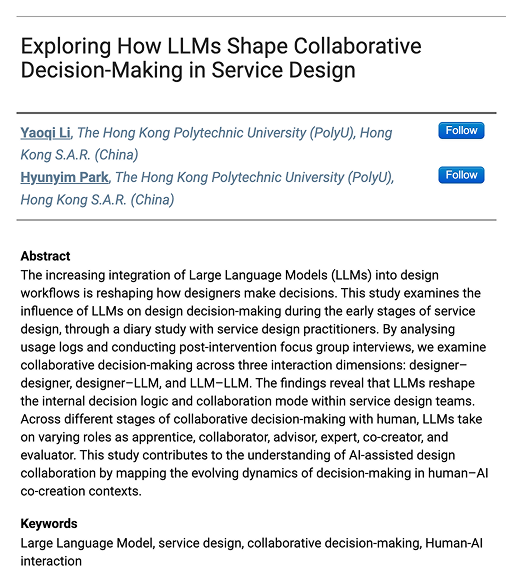 Exploring How LLMs Shape Collaborative
Decision-Making in Service Design
Yaoqi Li, The Hong Kong Polytechnic University (PolyU), Hong
Kong S.A.R. (China)
Follow
Hyunyim Park, The Hong Kong Polytechnic University (PolyU),
Hong Kong S.A.R. (China)
Follow
Abstract
The increasing integration of Large Language Models (LLMs) into design
workflows is reshaping how designers make decisions. This study examines the
influence of LLMs on design decision-making during the early stages of service
design, through a diary study with service design practitioners. By analysing
usage logs and conducting post-intervention focus group interviews, we examine
collaborative decision-making across three interaction dimensions: designer–
designer, designer–LLM, and LLM–LLM. The findings reveal that LLMs reshape
the internal decision logic and collaboration mode within service design teams.
Across different stages of collaborative decision-making with human, LLMs take
on varying roles as apprentice, collaborator, advisor, expert, co-creator, and
evaluator. This study contributes to the understanding of AI-assisted design
collaboration by mapping the evolving dynamics of decision-making in human–AI
co-creation contexts.
Keywords
Large Language Model, service design, collaborative decision-making, Human-AI
interaction